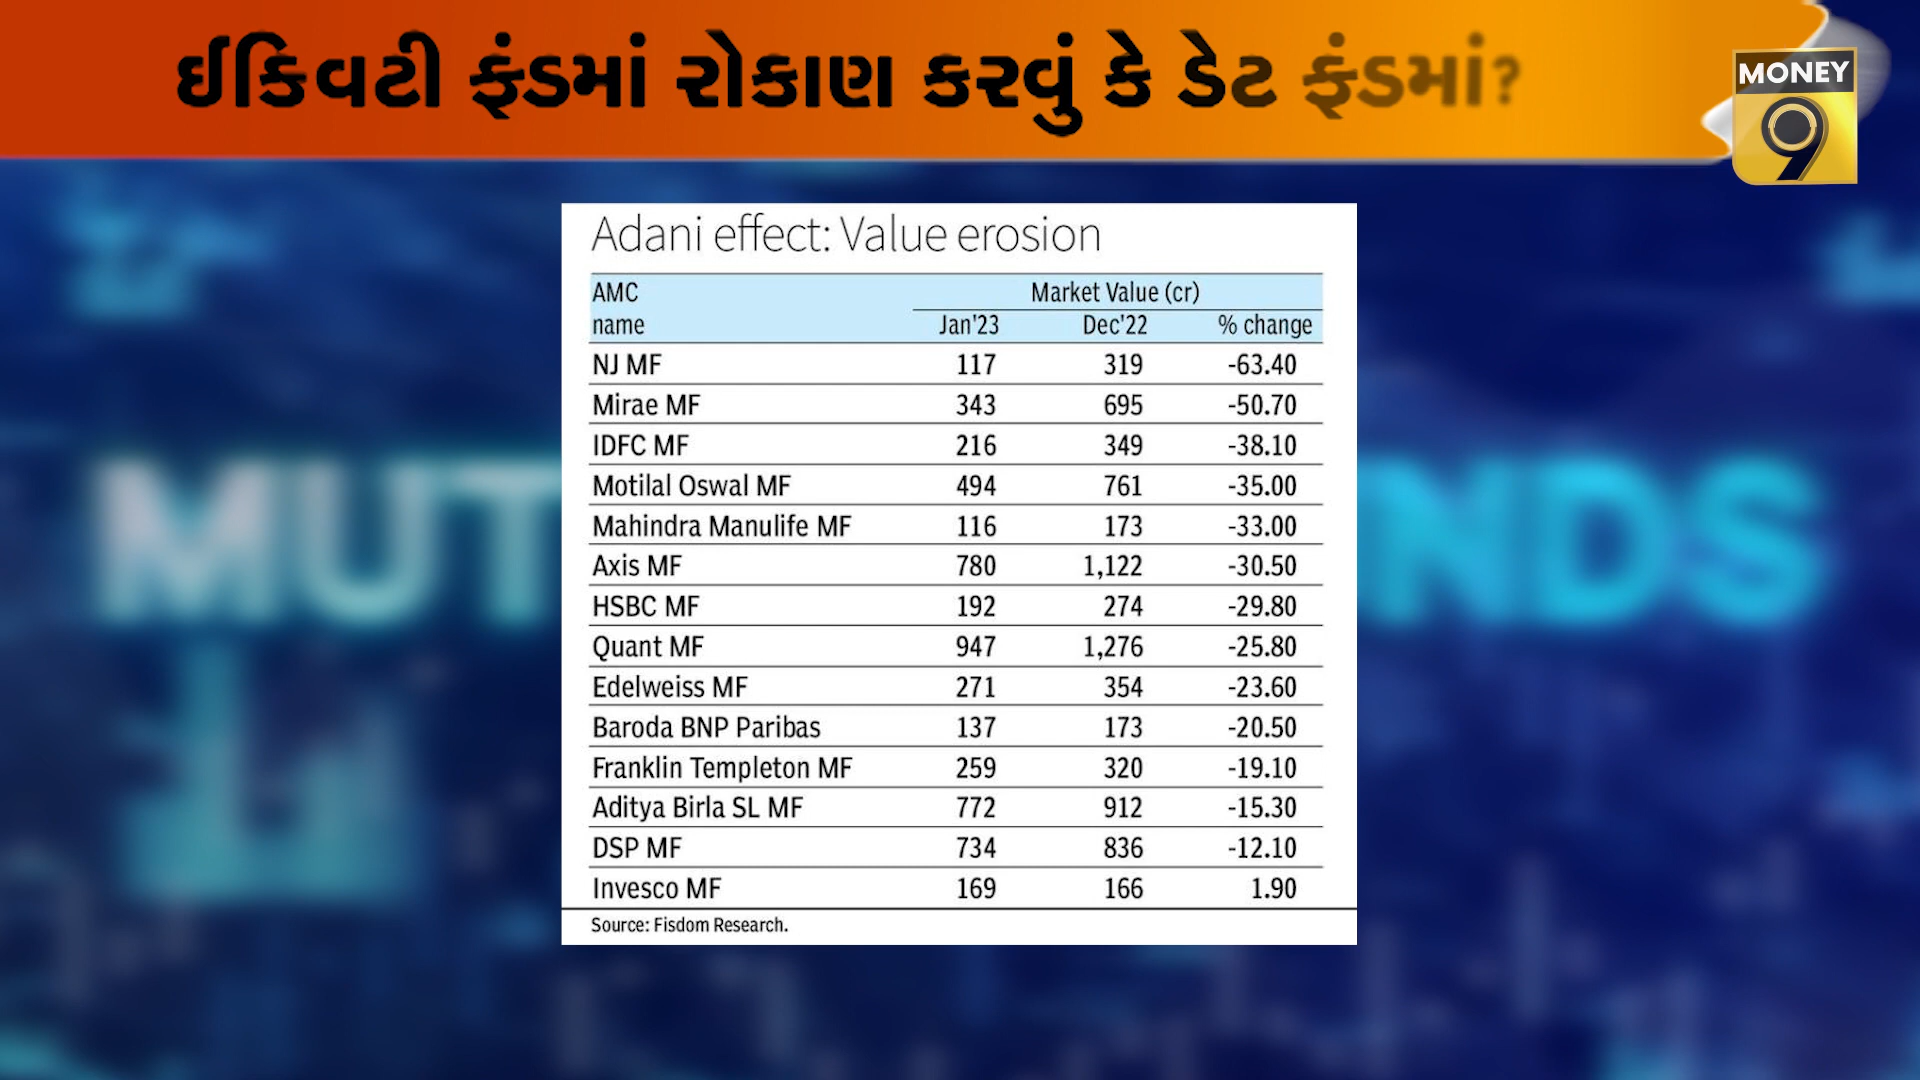 ઈકિવટી ફંડમાં રોકાણ કરવું કે ડેટ ફંડમાં?
MONEY
9
Adani effect: Value erosion
AMC Market Value (cr)
name Jan'23 Dec'22 % change
NJ MF 117 319 -63.40
Mirae MF 343 695 -50.70
IDFC MF 216 349 -38.10
Motilal Oswal MF 494 761 -35.00
Mahindra Manulife MF 116 173 -33.00
Axis MF 780 1,122 -30.50
HSBC MF 192 274 -29.80
Quant MF 947 1,276 -25.80
Edelweiss MF 271 354 -23.60
Baroda BNP Paribas 137 173 -20.50
Franklin Templeton MF 259 320 -19.10
Aditya Birla SL MF 772 912 -15.30
DSP MF 734 836 -12.10
Invesco MF 169 166 1.90
Source: Fisdom Research.
MUT
NDS